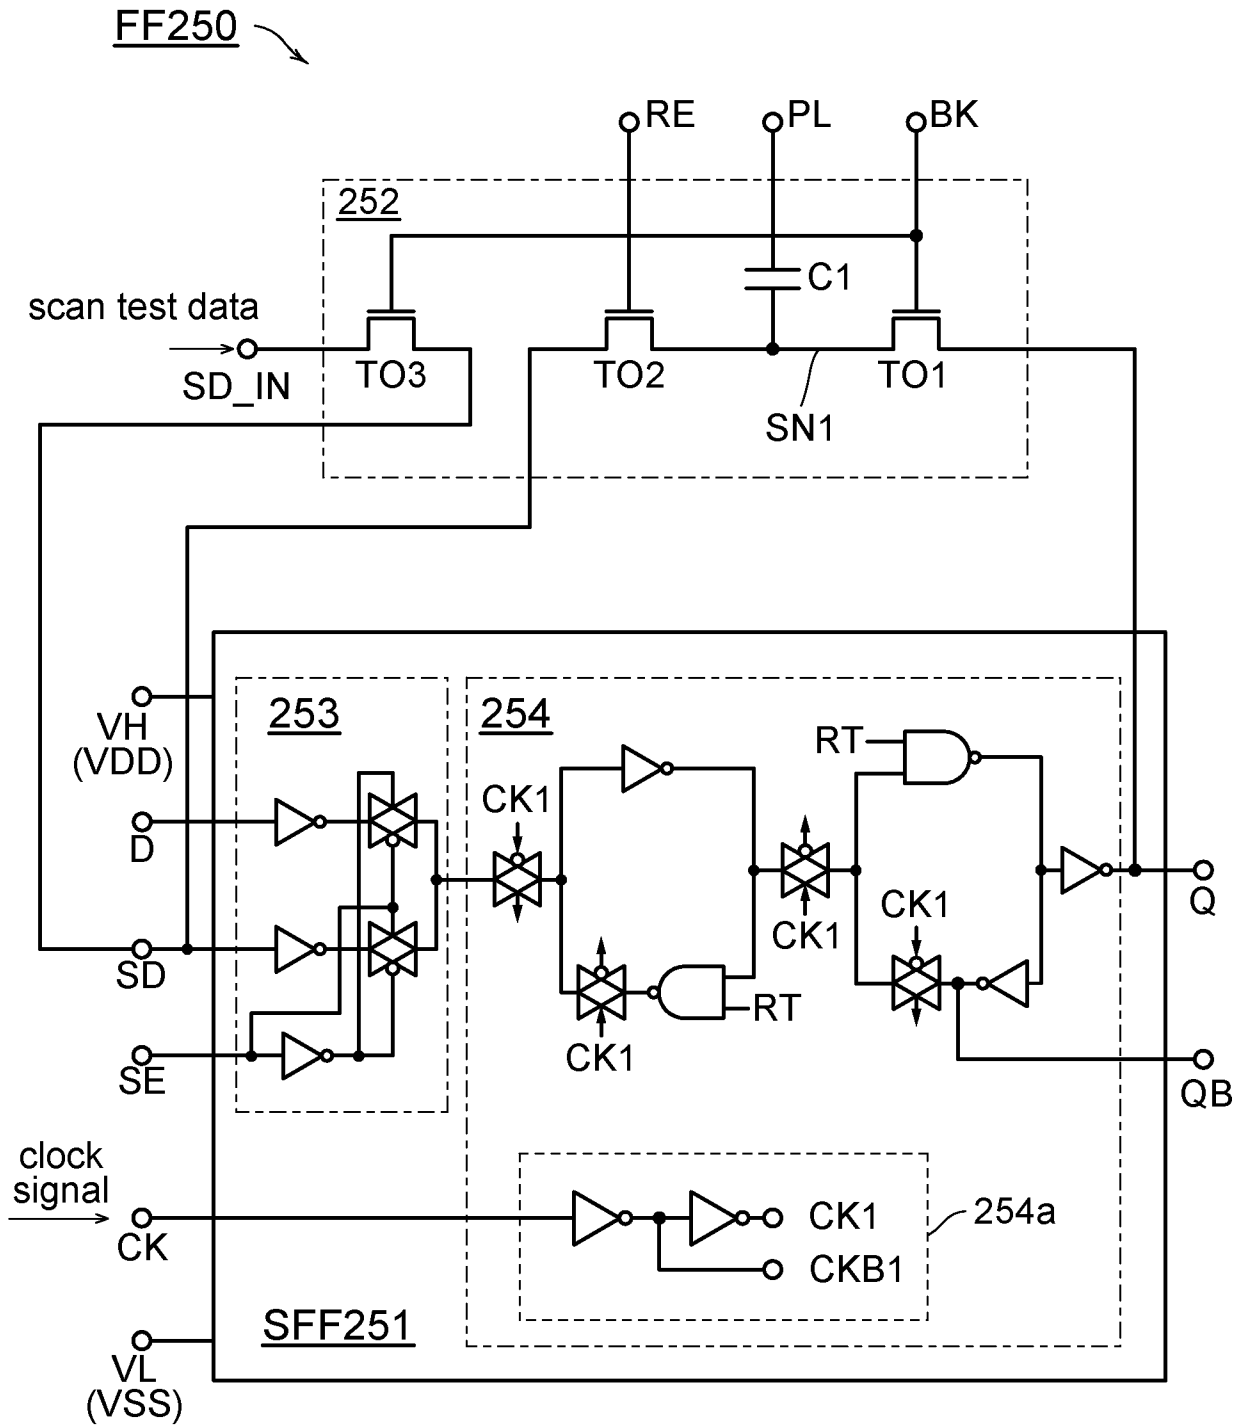 FF250
RE
PL
BK
252
C1
scan test data
SD_IN
TO3
TO2
TO1
SN1
VH
(VDD)
253
254
RT
CK1
D
CK1
Q
CK1
SD
RT
CK1
SE
QB
clock
signal
CK
CK1
254a
CKB1
SFF251
VL
(VSS)